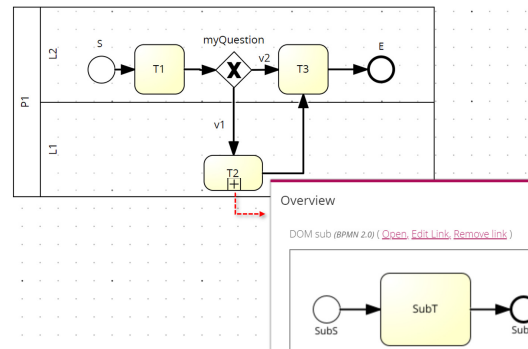 P1
L2
S
T1
myQuestion
v2
T3
E
L1
v1
T2
Overview
DOM sub (BPMN 2.0) ( Open, Edit Link, Remove link )
SubS
SubT
Sub